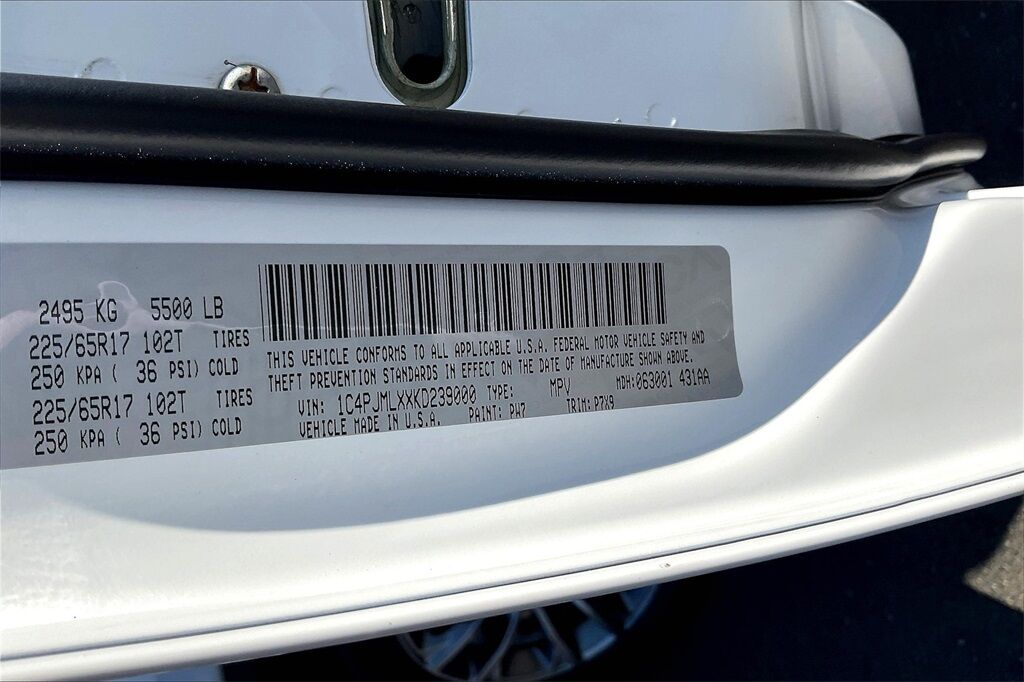 2495 KG 5500 LB
225/65R17 102T TIRES
250 KPA ( 36 PSI) COLD
225/65R17 102T TIRES
250 KPA ( 36 PSI) COLD
THIS VEHICLE CONFORMS TO ALL APPLICABLE U.S.A. FEDERAL MOTOR VEHICLE SAFETY AND
THEFT PREVENTION STANDARDS IN EFFECT ON THE DATE OF MANUFACTURE SHOWN ABOVE.
VIN: 1C4PJMLXXKD239000 TYPE: MPV MDH:063001 431AA
VEHICLE MADE IN U.S.A. PAINT: PW7 TRIM: P7X9